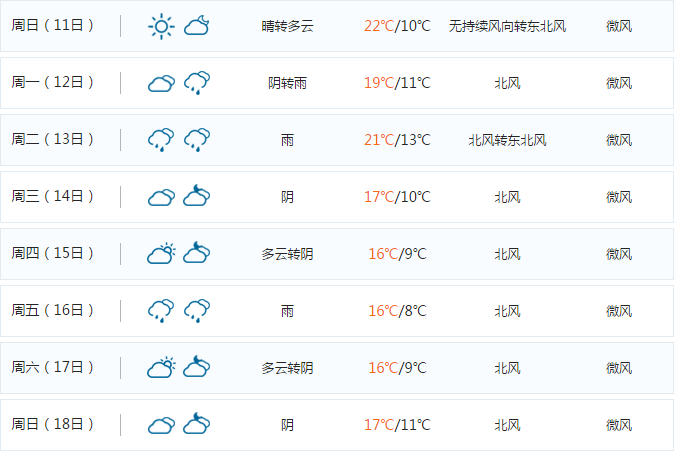 周日（11日） 晴转多云 22℃/10℃ 无持续风向转东北风 微风
周一（12日） 阴转雨 19℃/11℃ 北风 微风
周二（13日） 雨 21℃/13℃ 北风转东北风 微风
周三（14日） 阴 17℃/10℃ 北风 微风
周四（15日） 多云转阴 16℃/9℃ 北风 微风
周五（16日） 雨 16℃/8℃ 北风 微风
周六（17日） 多云转阴 16℃/9℃ 北风 微风
周日（18日） 阴 17℃/11℃ 北风 微风